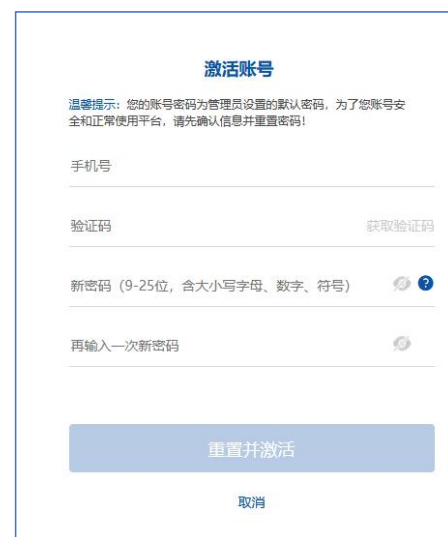 激活账号
温馨提示：您的账号密码为管理员设置的默认密码，为了您账号安
全和正常使用平台，请先确认信息并重置密码！
手机号
验证码 获取验证码
新密码（9-25位，含大小写字母、数字、符号） ?
再输入一次新密码
重置并激活
取消